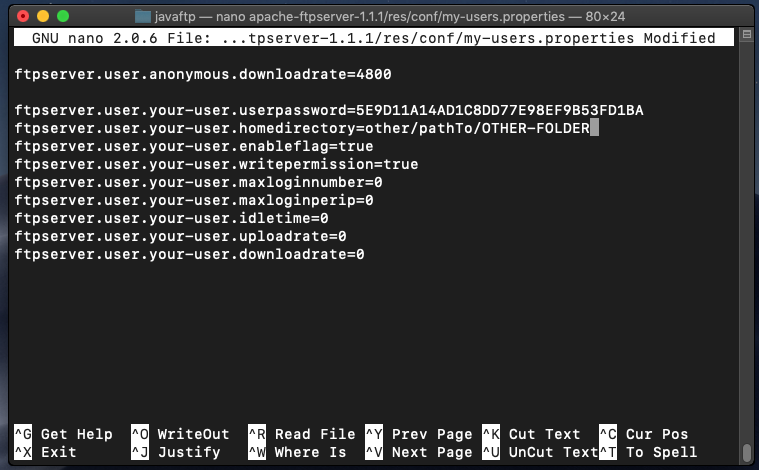 javaftp — nano apache-ftpserver-1.1.1/res/conf/my-users.properties — 80×24
GNU nano 2.0.6 File: ...tpserver-1.1.1/res/conf/my-users.properties Modified
ftpserver.user.anonymous.downloadrate=4800
ftpserver.user.your-user.userpassword=5E9D11A14AD1C8DD77E98EF9B53FD1BA
ftpserver.user.your-user.homedirectory=other/pathTo/OTHER-FOLDER
ftpserver.user.your-user.enableflag=true
ftpserver.user.your-user.writepermission=true
ftpserver.user.your-user.maxloginnumber=0
ftpserver.user.your-user.maxloginperip=0
ftpserver.user.your-user.idletime=0
ftpserver.user.your-user.uploadrate=0
ftpserver.user.your-user.downloadrate=0
^G Get Help ^O WriteOut ^R Read File ^Y Prev Page ^K Cut Text ^C Cur Pos
^X Exit ^J Justify ^W Where Is ^V Next Page ^U UnCut Text^T To Spell